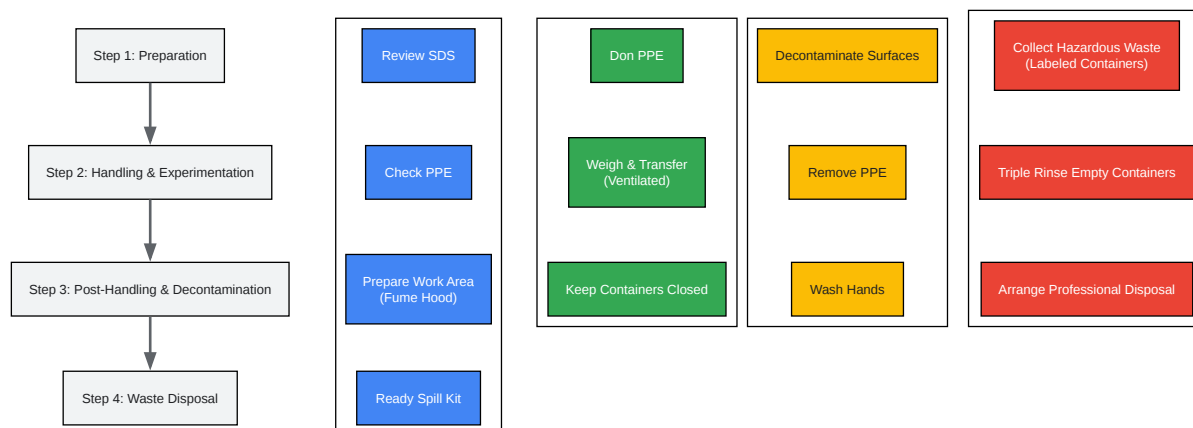 Step 1: Preparation
Step 2: Handling & Experimentation
Step 3: Post-Handling & Decontamination
Step 4: Waste Disposal
Review SDS
Check PPE
Prepare Work Area
(Fume Hood)
Ready Spill Kit
Don PPE
Weigh & Transfer
(Ventilated)
Keep Containers Closed
Decontaminate Surfaces
Remove PPE
Wash Hands
Collect Hazardous Waste
(Labeled Containers)
Triple Rinse Empty Containers
Arrange Professional Disposal